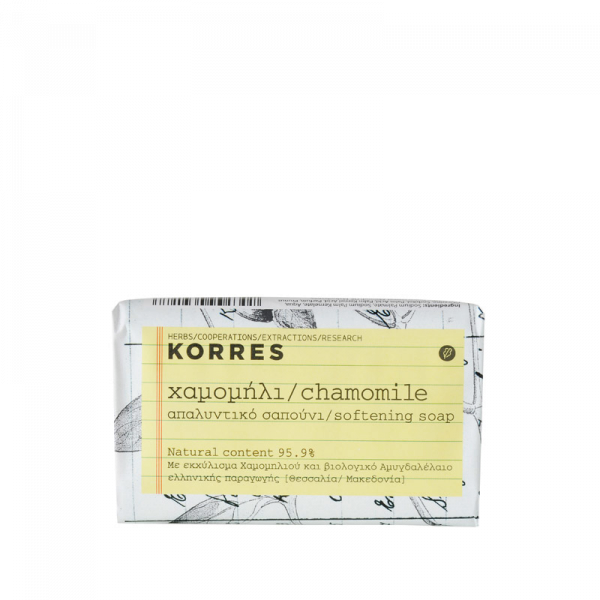 HERBS/COOPERATIONS/EXTRACTIONS/RESEARCH
KORRES
χαμομήλι/chamomile
απαλυντικό σαπούνι/softening soap
Natural content 95.9%
Με εκχύλισμα Χαμομηλιού και βιολογικό Αμυγδαλέλαιο
ελληνικής παραγωγής [Θεσσαλία/ Μακεδονία]